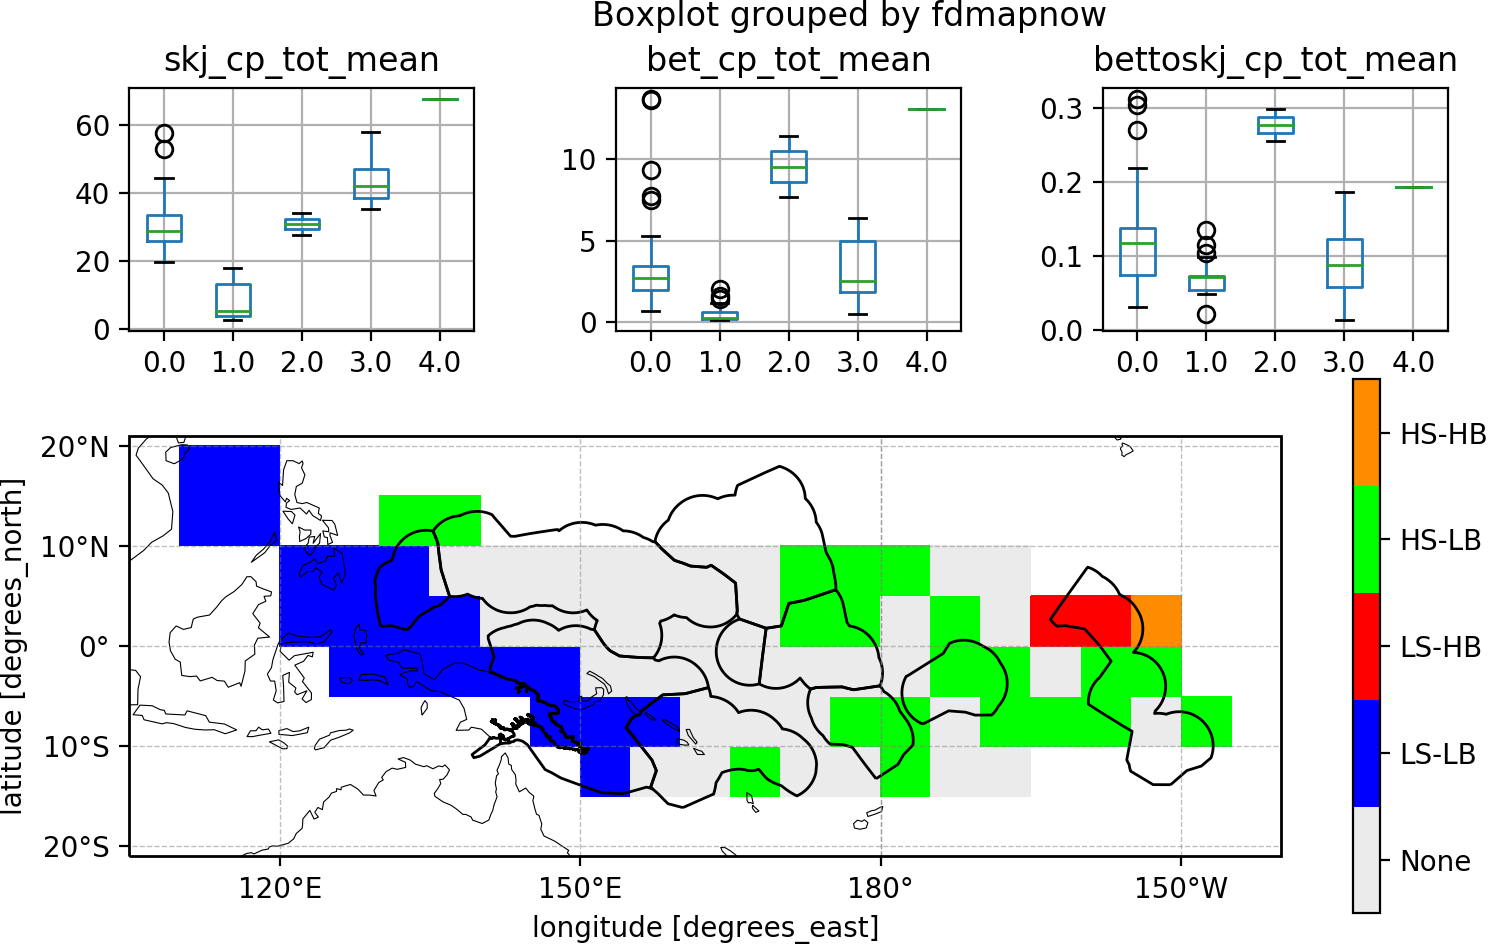 Boxplot grouped by fdmapnow
skj_cp_tot_mean
60
40
20
0
0.0 1.0 2.0 3.0 4.0
bet_cp_tot_mean
10
5
0
0.0 1.0 2.0 3.0 4.0
bettoskj_cp_tot_mean
0.3
0.2
0.1
0.0
0.0 1.0 2.0 3.0 4.0
latitude [degrees_north]
20°N
10°N
0°
10°S
20°S
120°E 150°E 180° 150°W
longitude [degrees_east]
HS-HB
HS-LB
LS-HB
LS-LB
None